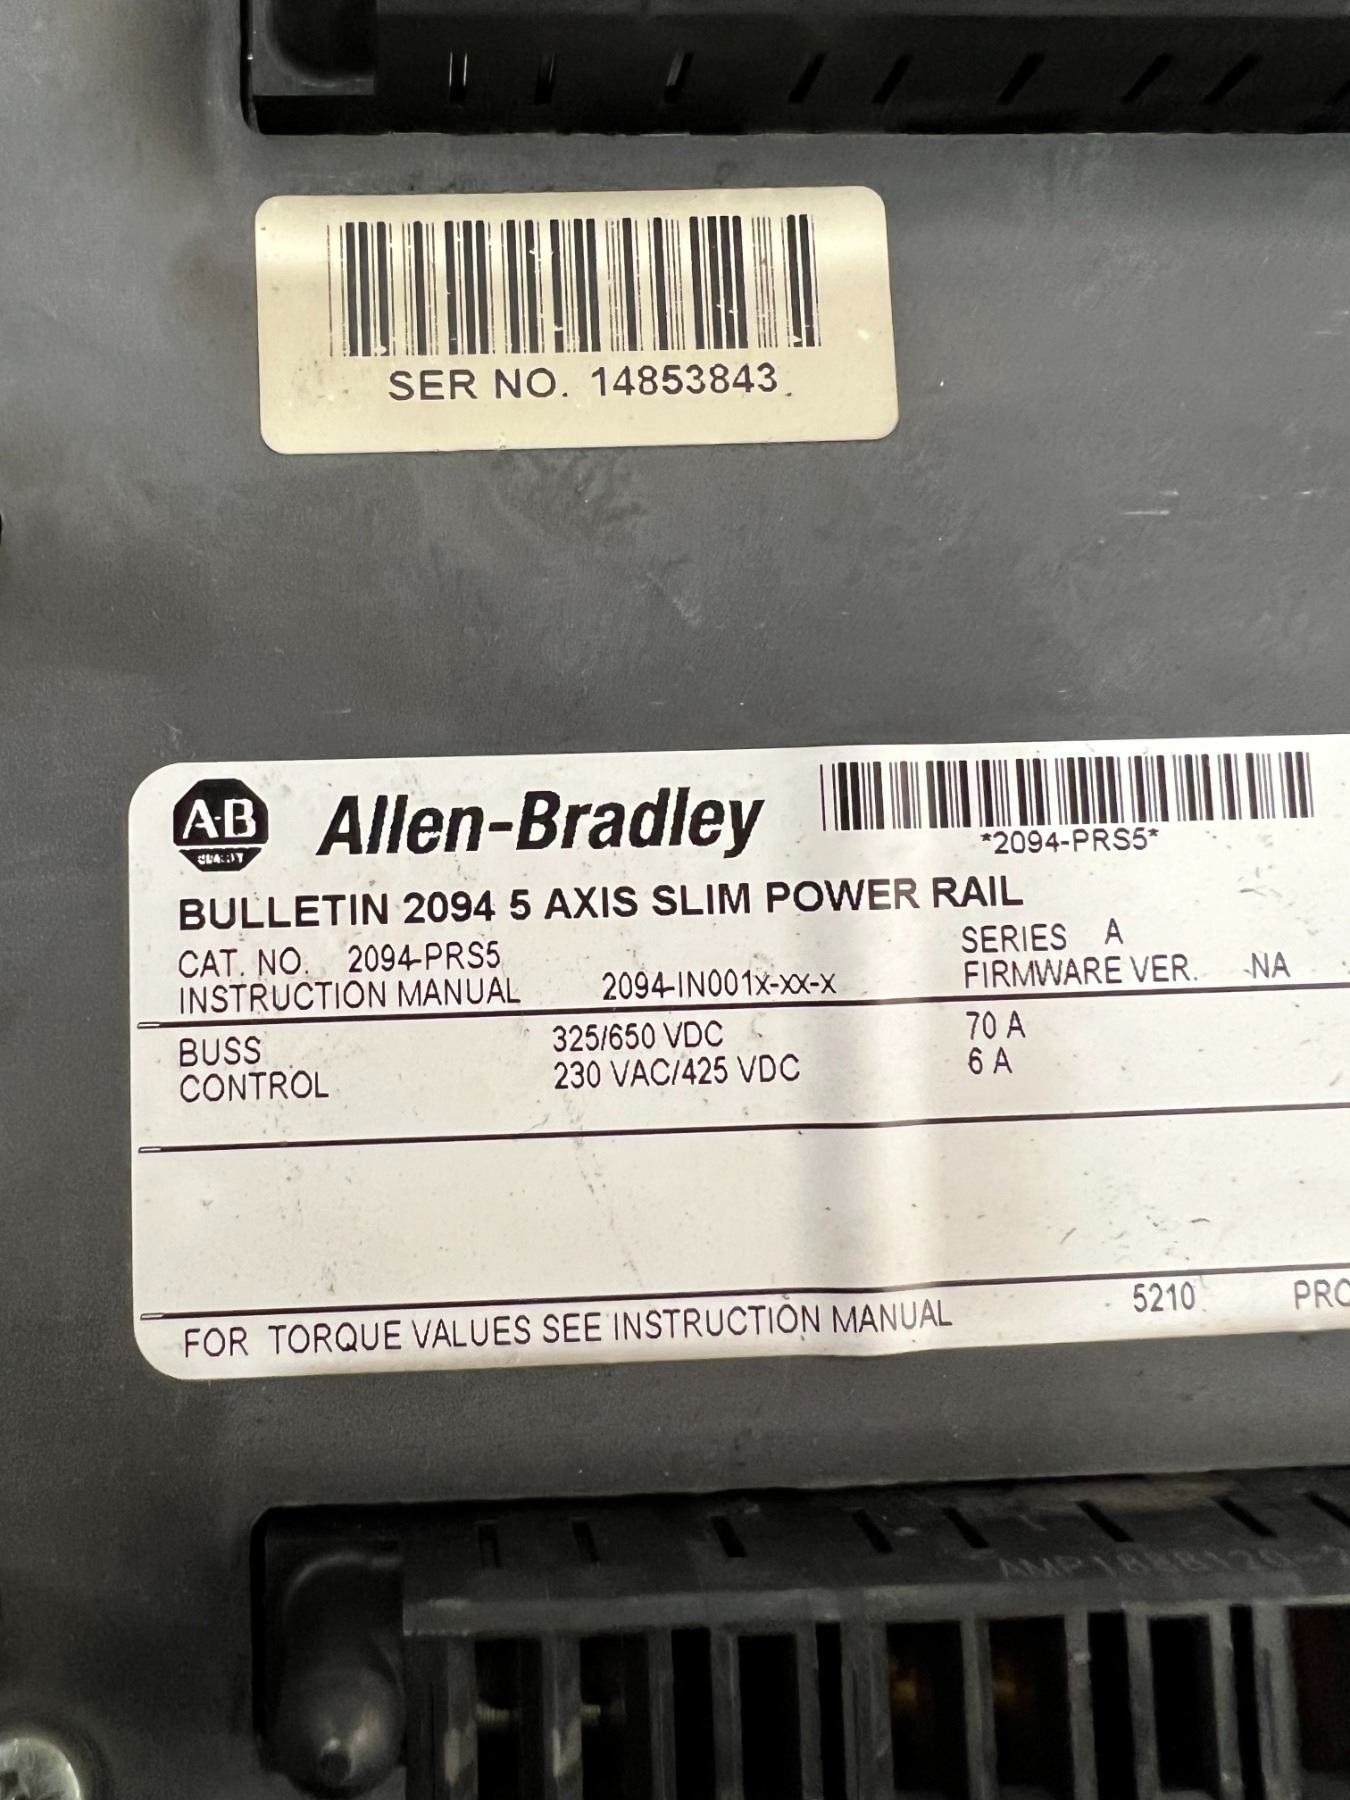 SER NO. 14853843
A-B
QUALITY
Allen-Bradley
*2094-PRS5*
BULLETIN 2094 5 AXIS SLIM POWER RAIL
CAT. NO. 2094-PRS5 SERIES A
INSTRUCTION MANUAL 2094-IN001x-xx-x FIRMWARE VER. NA
BUSS 325/650 VDC 70 A
CONTROL 230 VAC/425 VDC 6 A
FOR TORQUE VALUES SEE INSTRUCTION MANUAL 5210 PRO